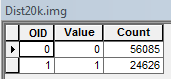 Dist20k.img
OID Value Count
0 0 56085
1 1 24626